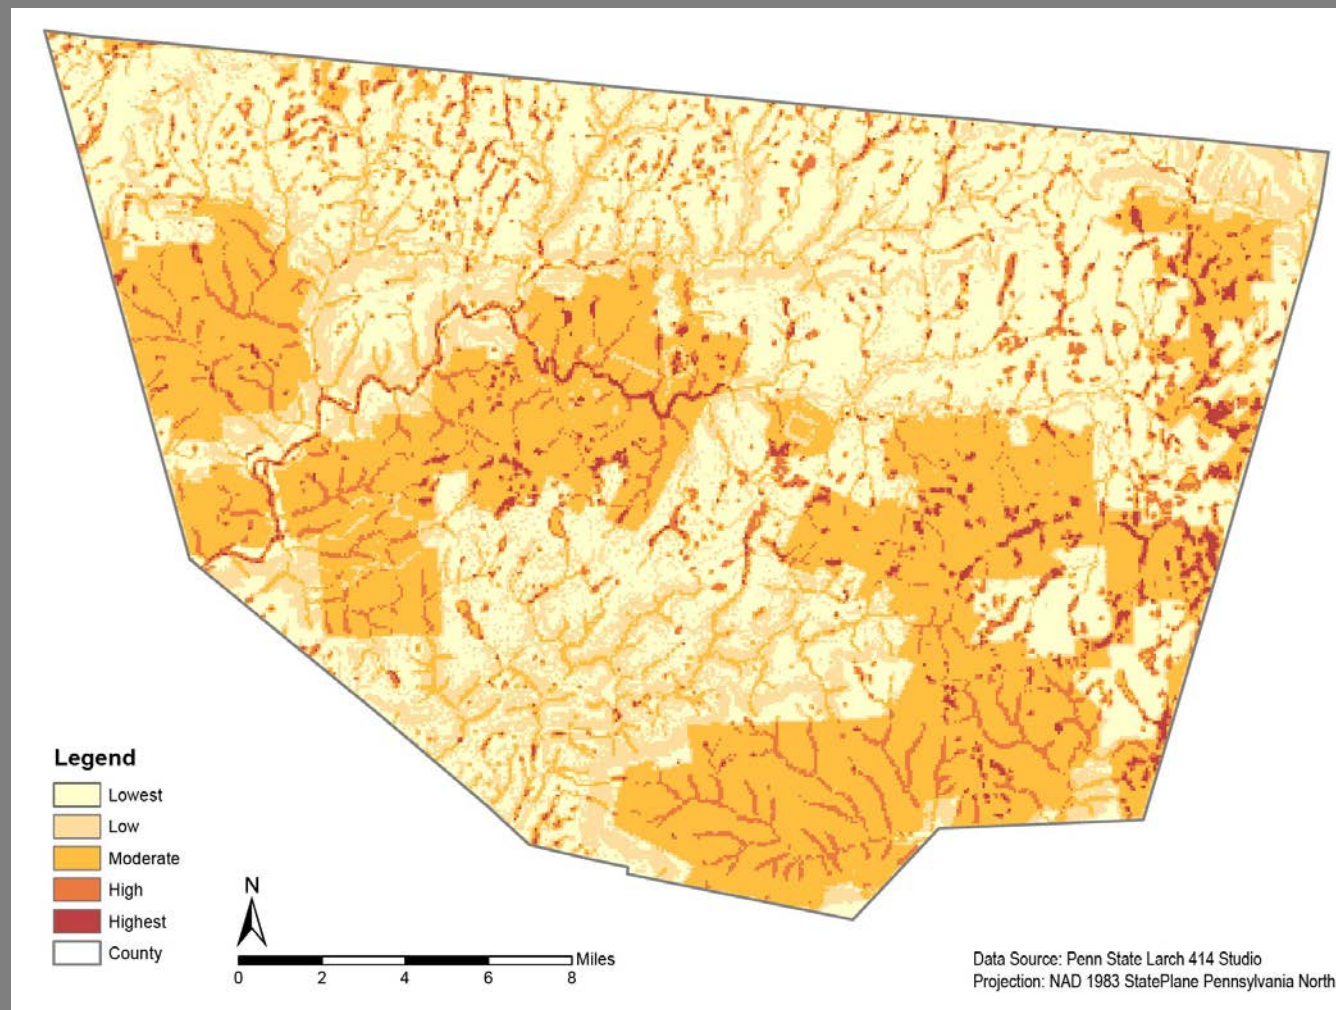 Legend
Lowest
Low
Moderate
High
Highest
County
N
Miles
0 2 4 6 8
Data Source: Penn State Larch 414 Studio
Projection: NAD 1983 StatePlane Pennsylvania North